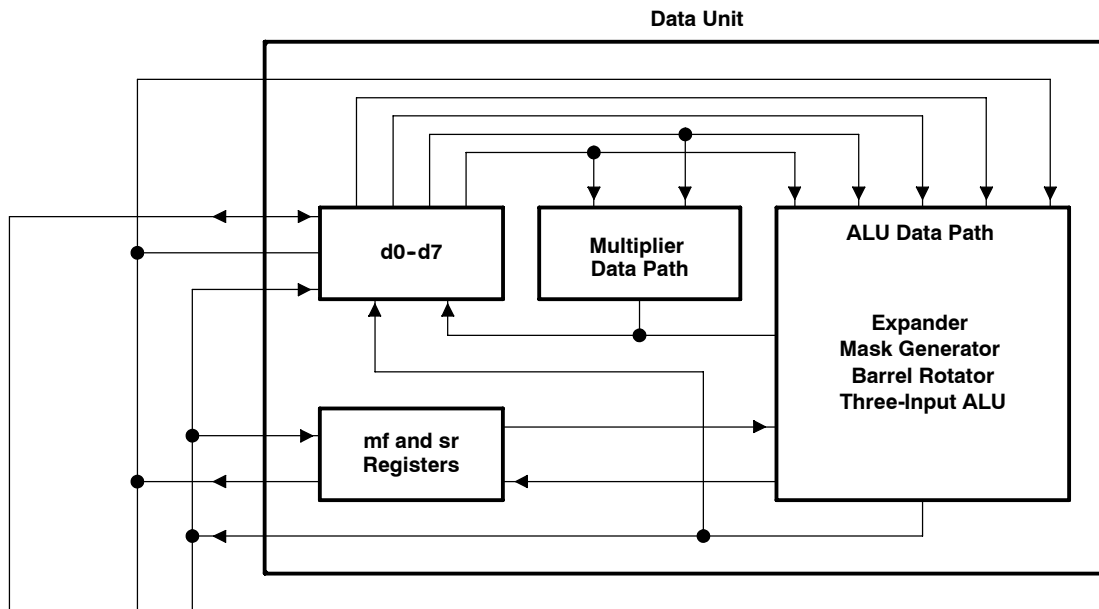 Data Unit
d0-d7
Multiplier
Data Path
ALU Data Path
Expander
Mask Generator
Barrel Rotator
Three-Input ALU
mf and sr
Registers